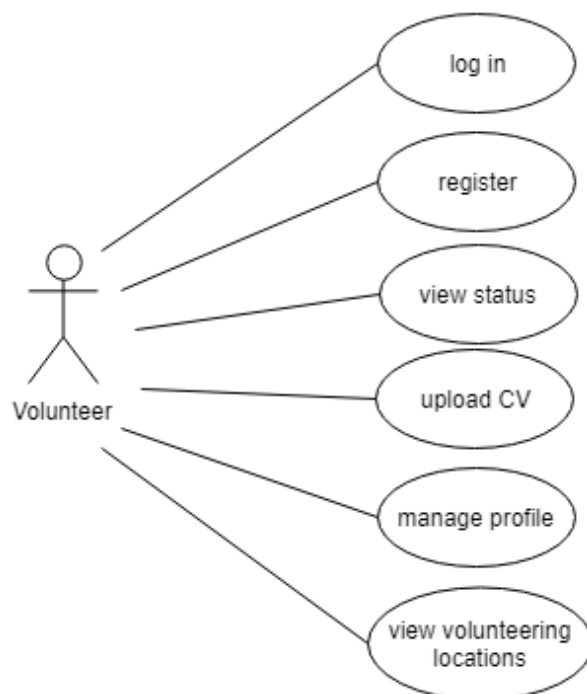 log in
register
view status
upload CV
Volunteer
manage profile
view volunteering
locations